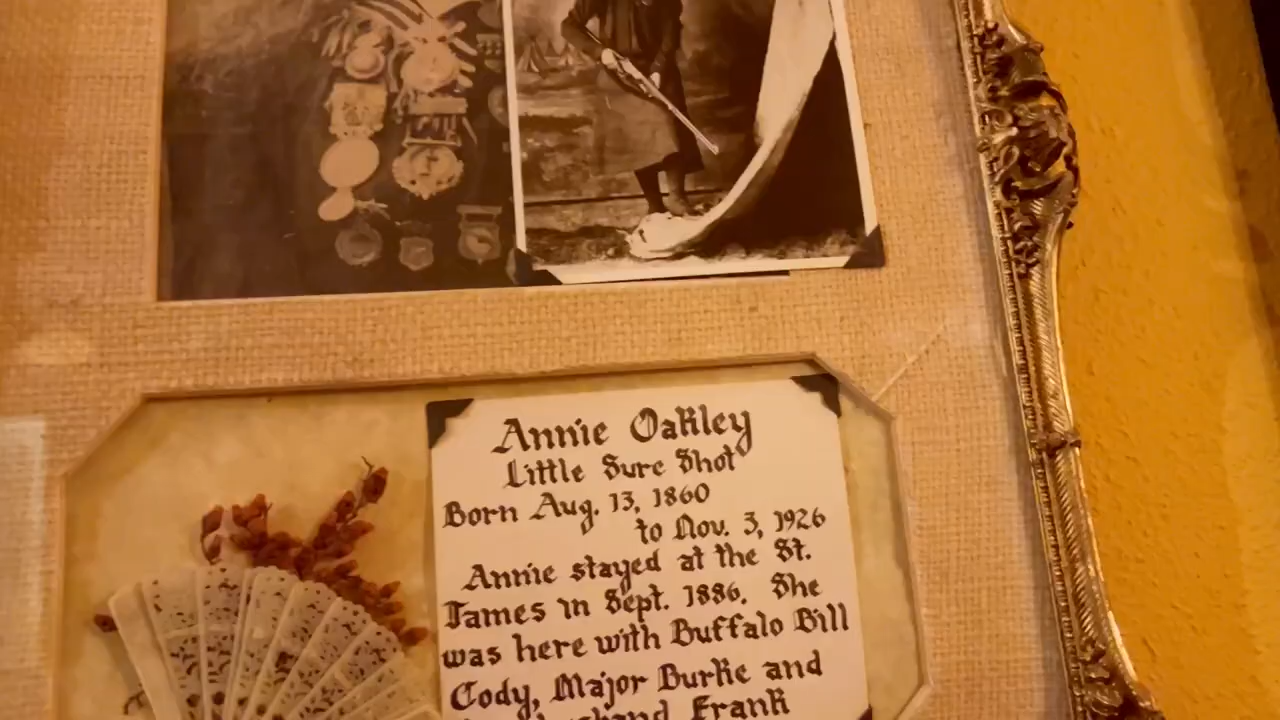 Annie Oakley
Little Sure Shot
Born Aug. 13, 1860
to Nov. 3, 1926
Annie stayed at the St.
James in Sept. 1886. She
was here with Buffalo Bill
Cody, Major Burke and
husband Frank